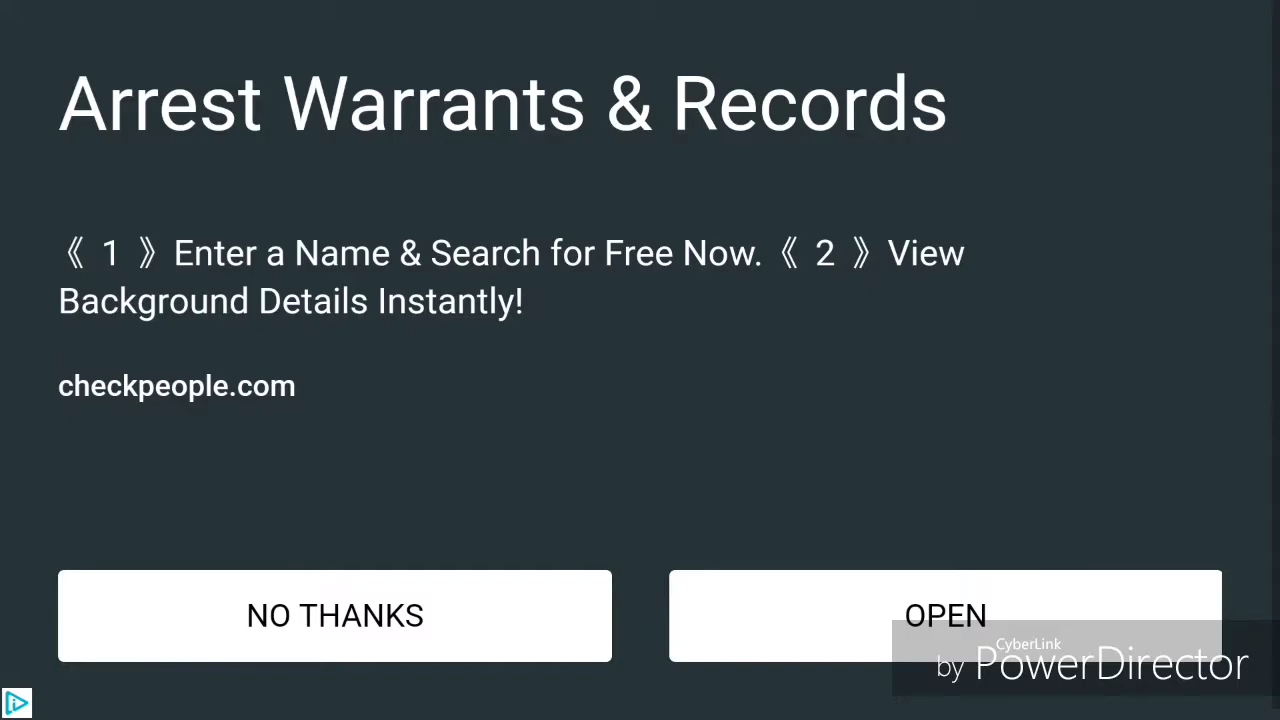 Arrest Warrants & Records
《 1 》Enter a Name & Search for Free Now.《 2 》View
Background Details Instantly!
checkpeople.com
NO THANKS
OPEN
CyberLink
by PowerDirector